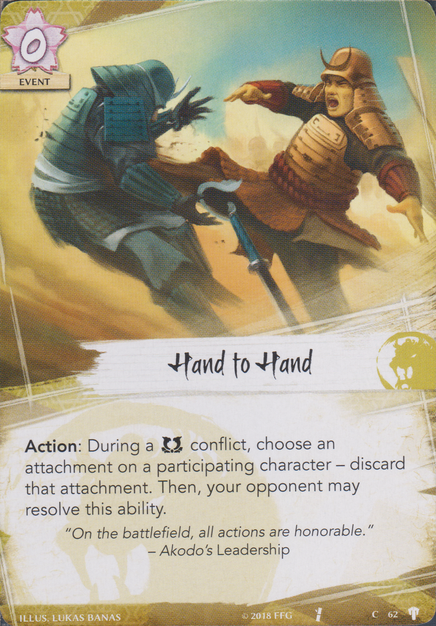 0
EVENT
Hand to Hand
Action: During a conflict, choose an
attachment on a participating character – discard
that attachment. Then, your opponent may
resolve this ability.
“On the battlefield, all actions are honorable.”
– Akodo’s Leadership
ILLUS. LUKAS BANAS © 2018 FFG C 62